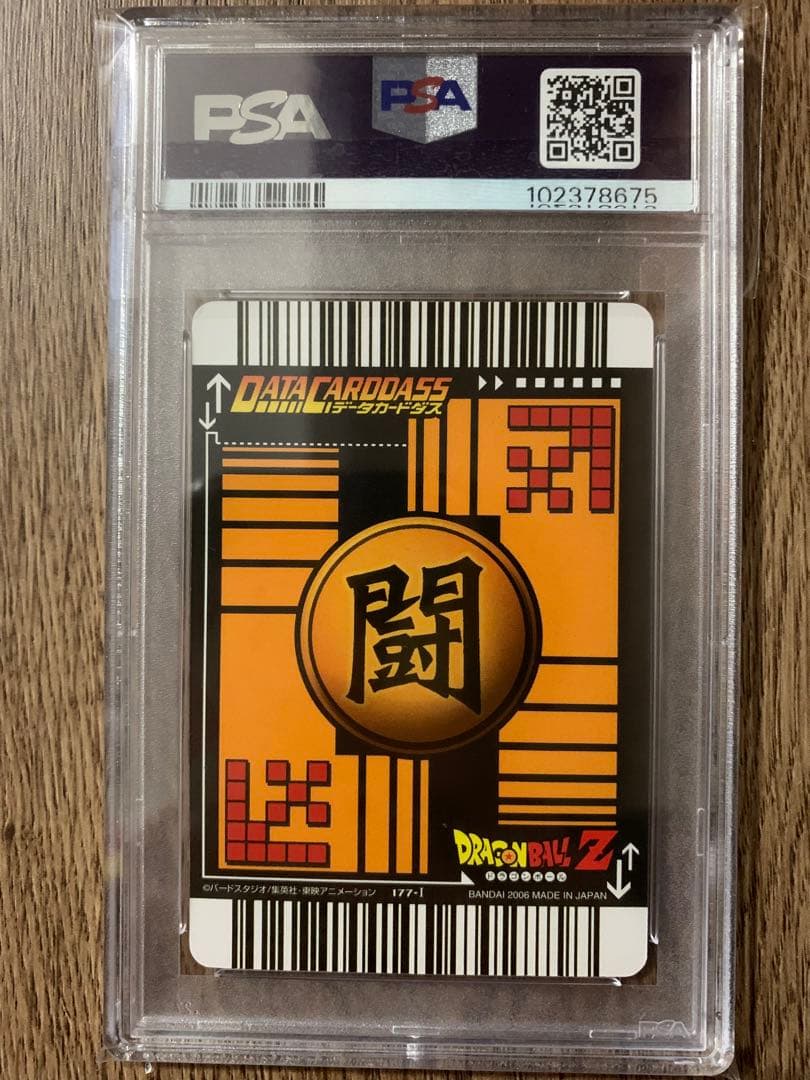 PSA
PSA
102378675
DATA CARDDASS
データカードダス
闘
DRAGONBALL Z
ドラゴンボール
©バードスタジオ/集英社・東映アニメーション 177-I
BANDAI 2006 MADE IN JAPAN
PSA